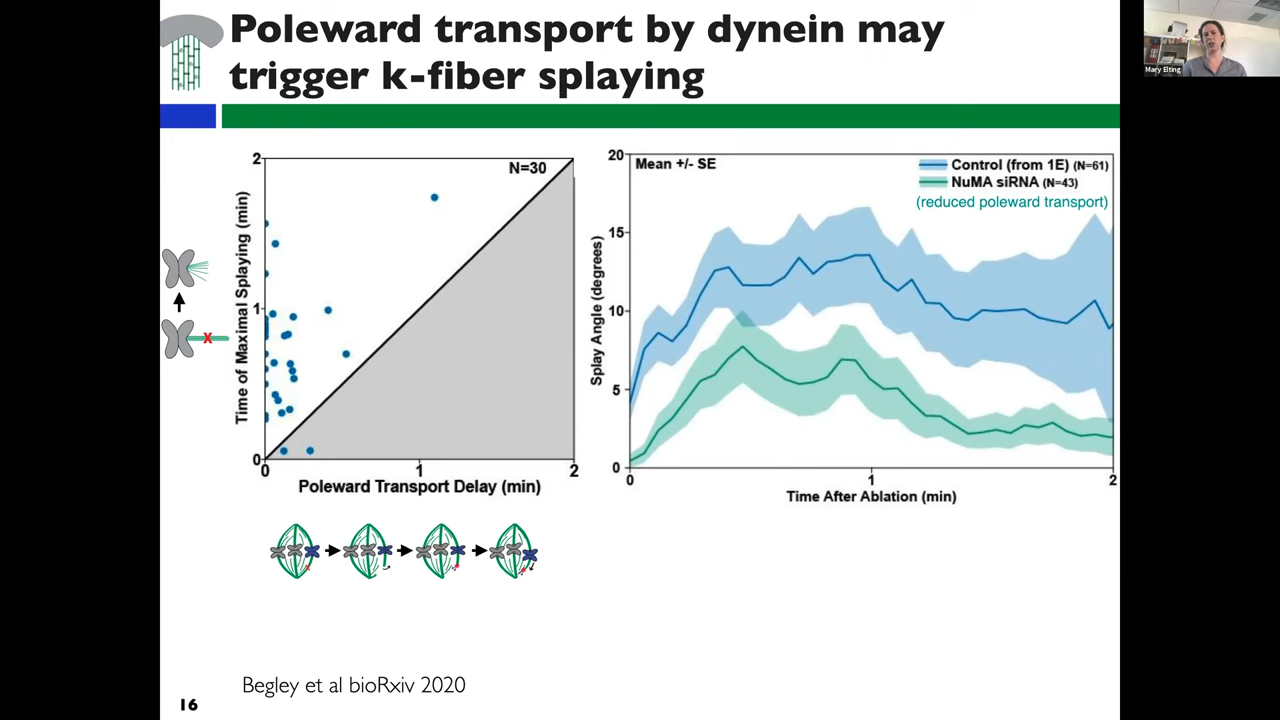 Poleward transport by dynein may
trigger k-fiber splaying
Mary Elting
2
1
0
Time of Maximal Splaying (min)
N=30
0
1
2
Poleward Transport Delay (min)
X
20
15
10
5
0
Splay Angle (degrees)
Mean +/- SE
Control (from 1E) (N=61)
NuMA siRNA (N=43)
(reduced poleward transport)
0
1
2
Time After Ablation (min)
Begley et al bioRxiv 2020
16